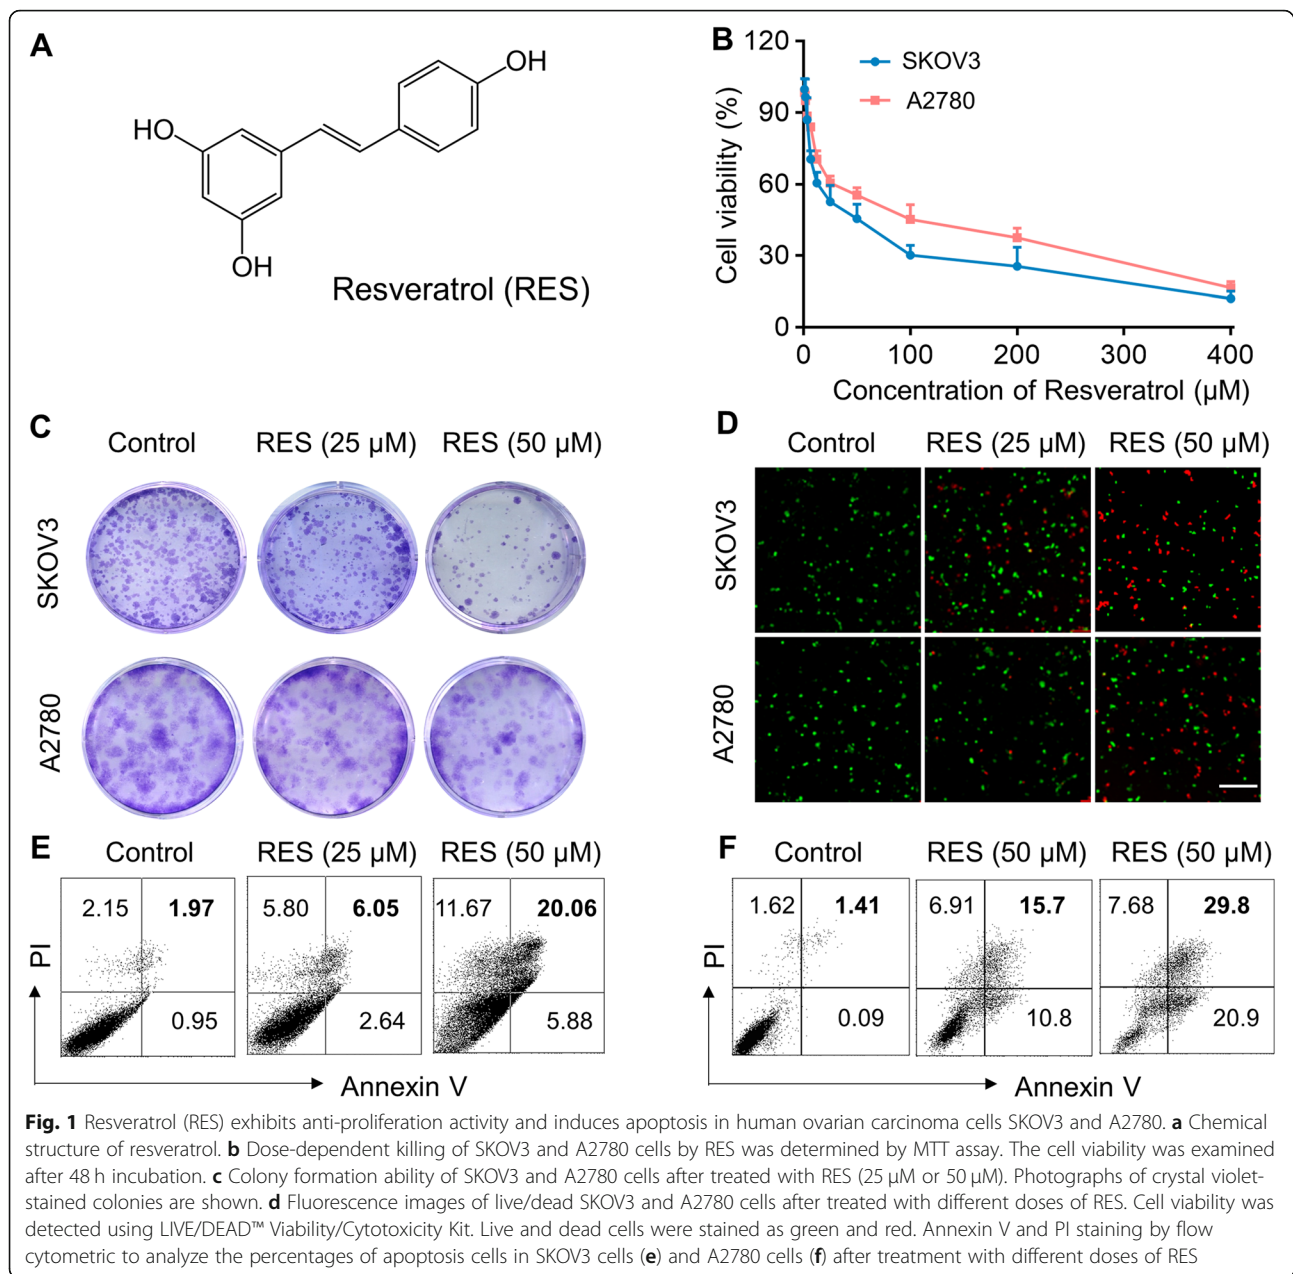 A
OH
HO
OH
Resveratrol (RES)
B
120
90
60
30
0
Cell viability (%)
SKOV3
A2780
0 100 200 300 400
Concentration of Resveratrol (μM)
C
Control RES (25 μM) RES (50 μM)
SKOV3
A2780
D
Control RES (25 μM) RES (50 μM)
SKOV3
A2780
E
Control RES (25 μM) RES (50 μM)
2.15 1.97 5.80 6.05 11.67 20.06
PI
0.95 2.64 5.88
Annexin V
F
Control RES (50 μM) RES (50 μM)
1.62 1.41 6.91 15.7 7.68 29.8
PI
0.09 10.8 20.9
Annexin V
Fig. 1 Resveratrol (RES) exhibits anti-proliferation activity and induces apoptosis in human ovarian carcinoma cells SKOV3 and A2780. a Chemical
structure of resveratrol. b Dose-dependent killing of SKOV3 and A2780 cells by RES was determined by MTT assay. The cell viability was examined
after 48 h incubation. c Colony formation ability of SKOV3 and A2780 cells after treated with RES (25 μM or 50 μM). Photographs of crystal violet-
stained colonies are shown. d Fluorescence images of live/dead SKOV3 and A2780 cells after treated with different doses of RES. Cell viability was
detected using LIVE/DEAD™ Viability/Cytotoxicity Kit. Live and dead cells were stained as green and red. Annexin V and PI staining by flow
cytometric to analyze the percentages of apoptosis cells in SKOV3 cells (e) and A2780 cells (f) after treatment with different doses of RES